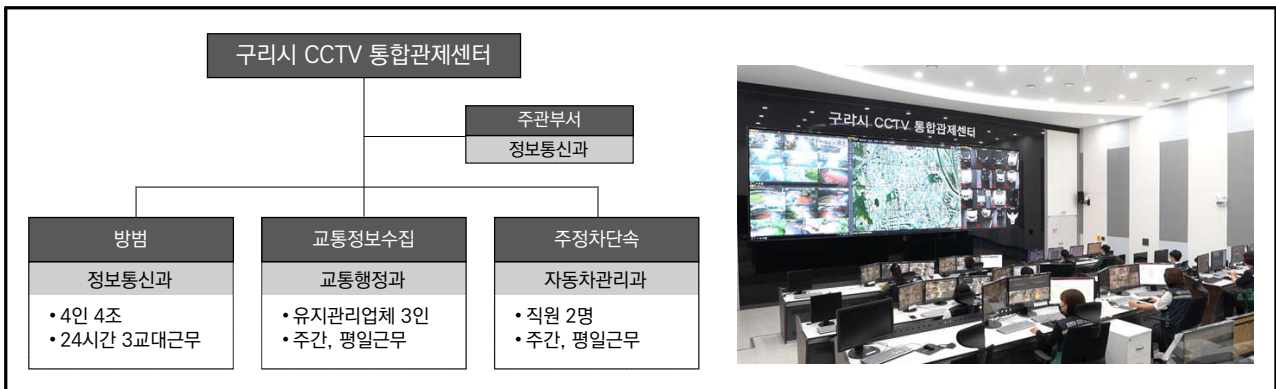 구리시 CCTV 통합관제센터
주관부서
정보통신과
방범
정보통신과
• 4인 4조
• 24시간 3교대근무
교통정보수집
교통행정과
• 유지관리업체 3인
• 주간, 평일근무
주정차단속
자동차관리과
• 직원 2명
• 주간, 평일근무
구리시 CCTV 통합관제센터